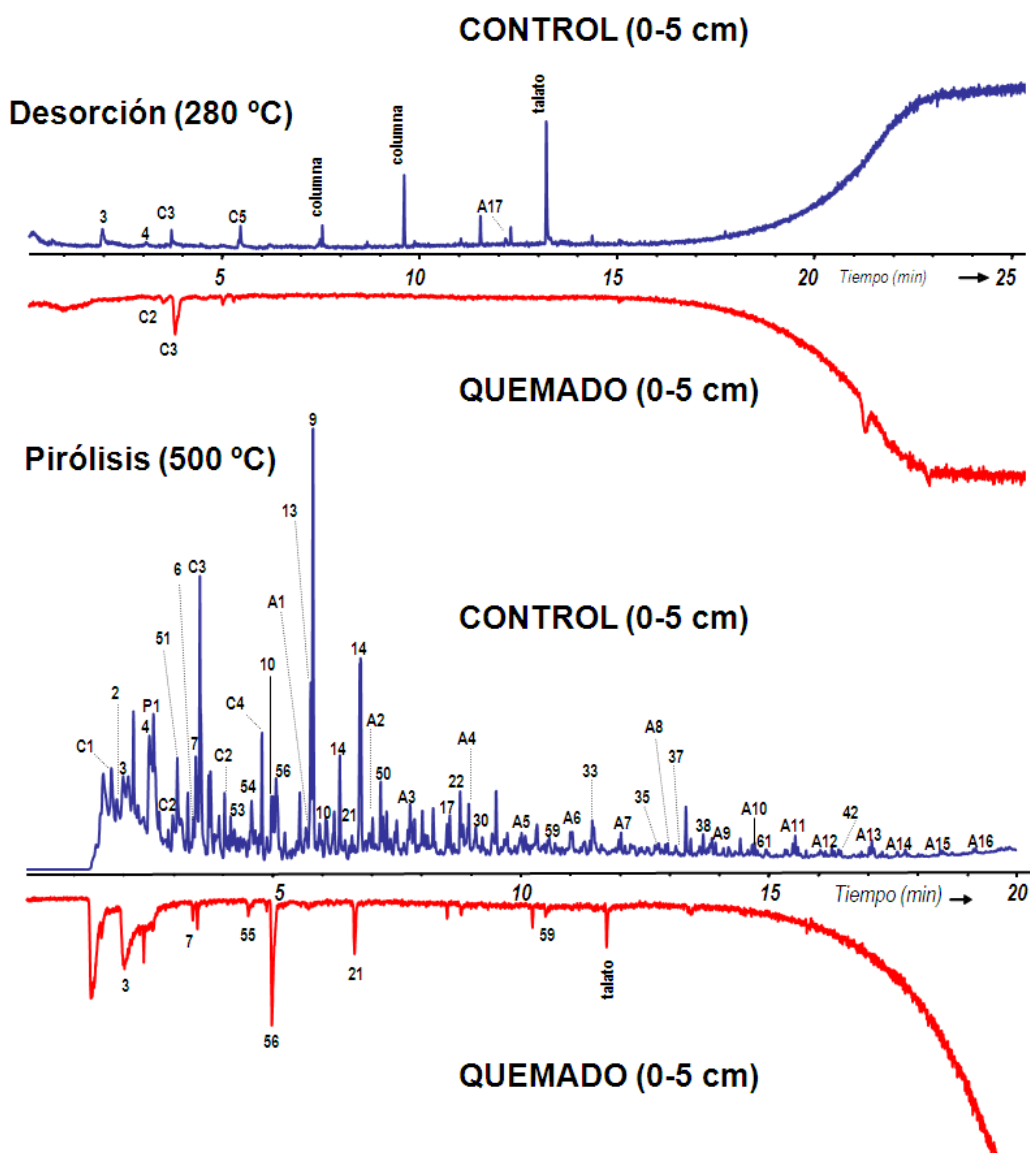 CONTROL (0-5 cm)
Desorción (280 ºC)
columna
columna
talato
3
4
C3
C5
A17
5
10
15
20
Tiempo (min)
25
C2
C3
QUEMADO (0-5 cm)
Pirólisis (500 ºC)
9
13
6
C3
A1
CONTROL (0-5 cm)
51
10
14
2
P1
C4
A2
A8
C1
4
7
C2
56
14
A4
37
3
50
33
C2
54
A3
22
35
A10
53
10
21
17
30
A5
59
A6
A7
38
A9
61
A11
A12
42
A13
A14
A15
A16
5
10
15
Tiempo (min)
20
7
55
59
3
21
talato
56
QUEMADO (0-5 cm)